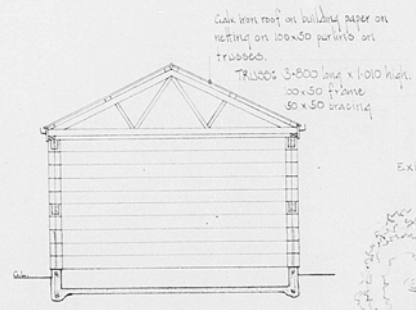 Galv. iron roof on building paper on
netting on 100x50 purlins on
trusses.
TRUSS: 3·800 long x 1·010 high.
100x50 frame
50 x 50 bracing